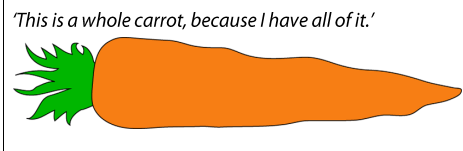 ‘This is a whole carrot, because I have all of it.’